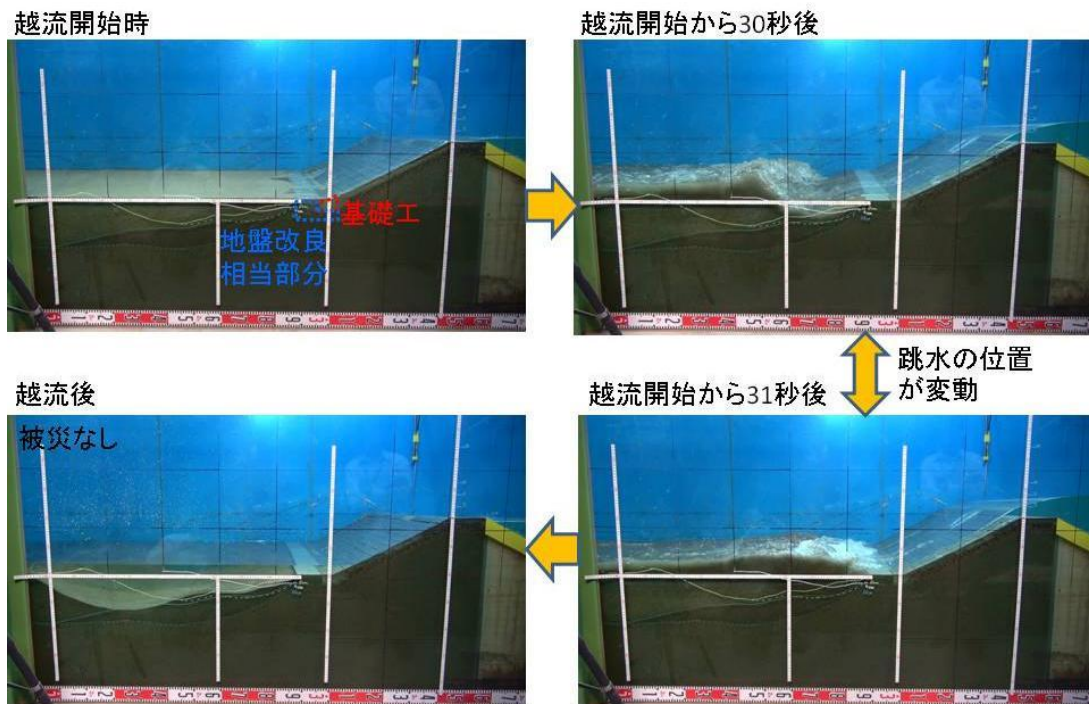 越流開始時
越流開始から30秒後
基礎工
地盤改良
相当部分
跳水の位置
が変動
越流後
越流開始から31秒後
被災なし